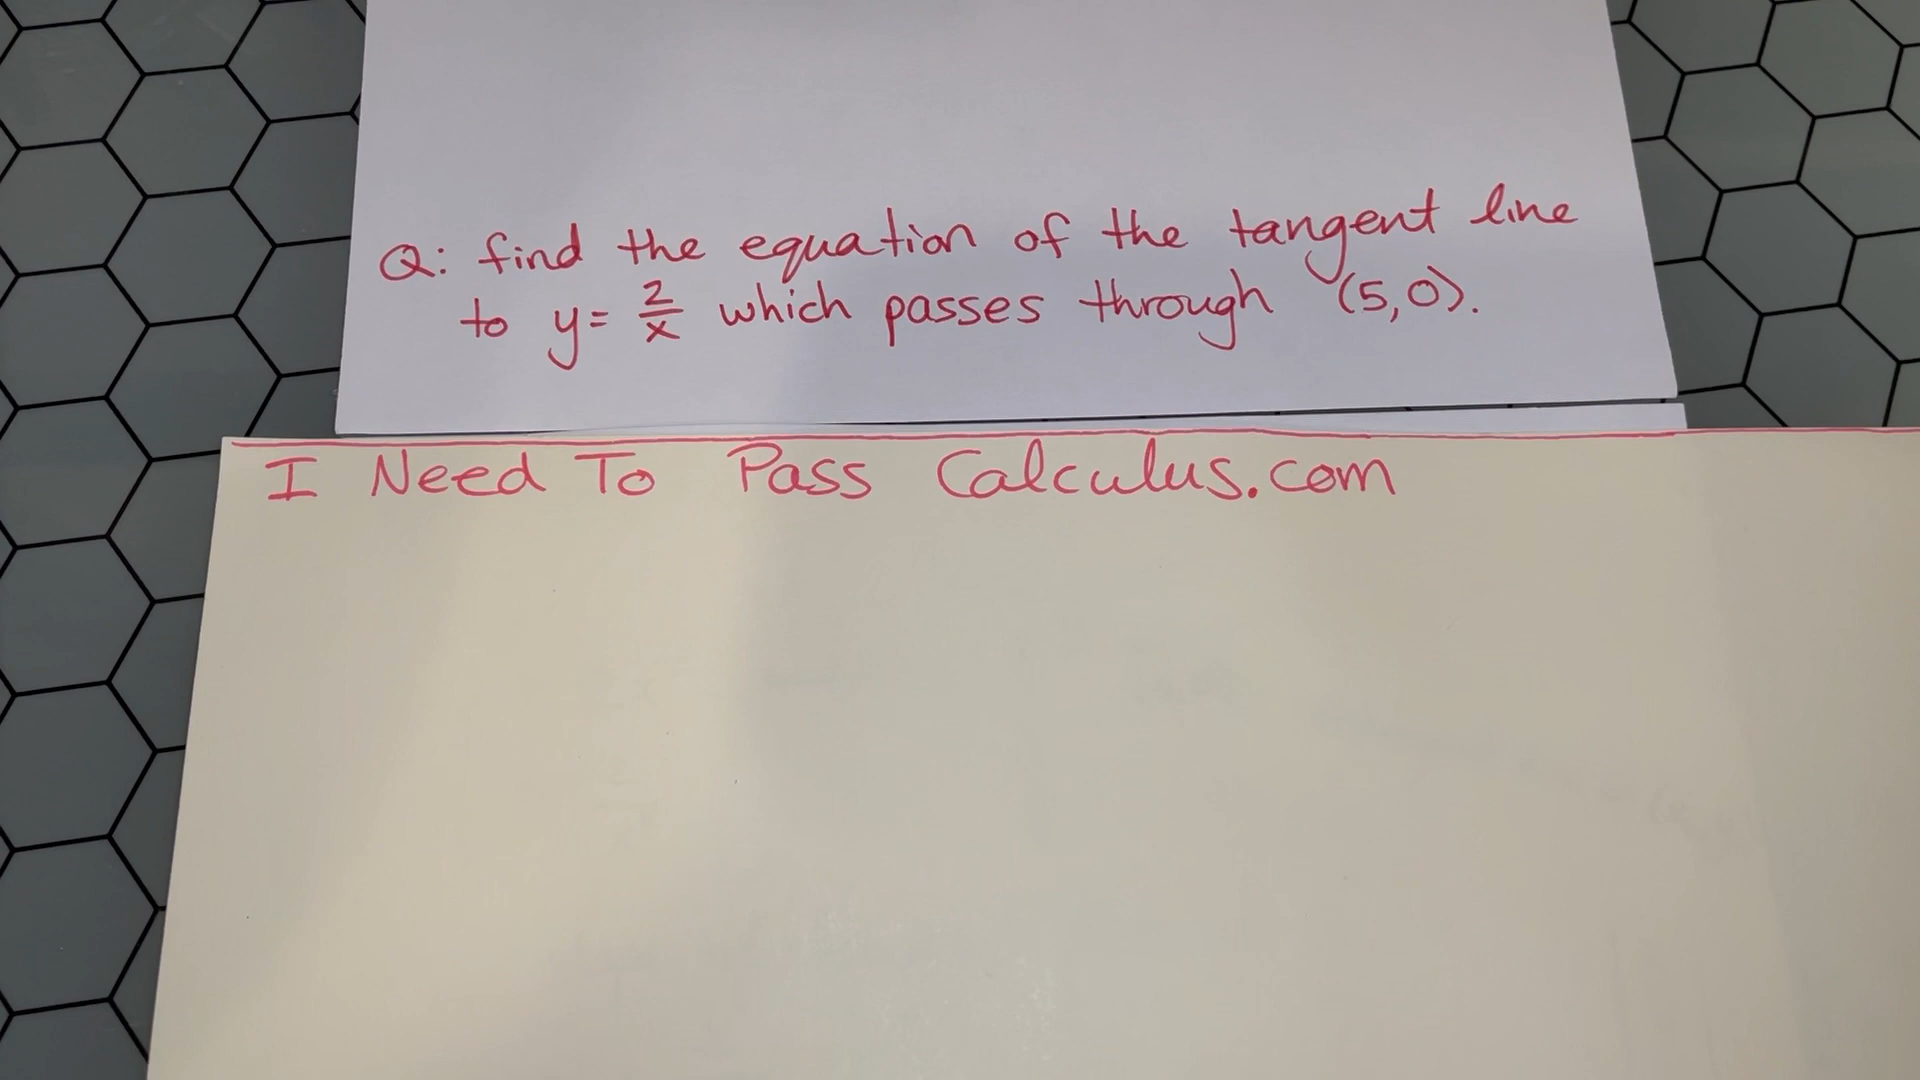 Q: find the equation of the tangent line
to y= 2/x which passes through (5,0).
I Need To Pass Calculus.com